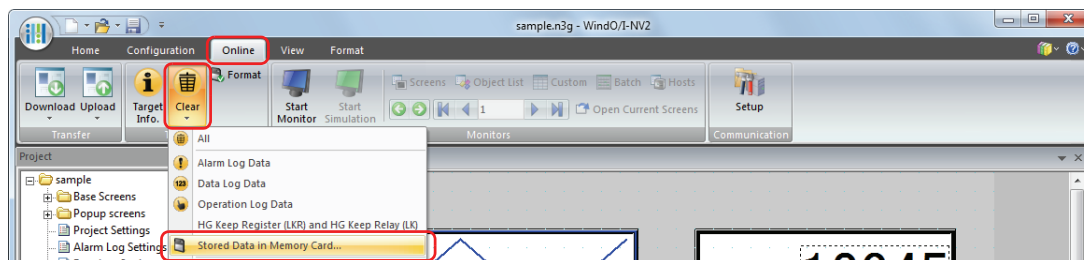 sample.n3g - WindO/I-NV2
Home Configuration Online View Format
Download Upload Target Info. Clear Format Start Monitor Start Simulation Screens Object List Custom Batch Hosts Setup
1 Open Current Screens
Transfer Monitors Communication
All
Project
Alarm Log Data
sample
Data Log Data
Base Screens
Operation Log Data
Popup screens
HG Keep Register (LKR) and HG Keep Relay (LK)
Project Settings
Stored Data in Memory Card...
Alarm Log Settings